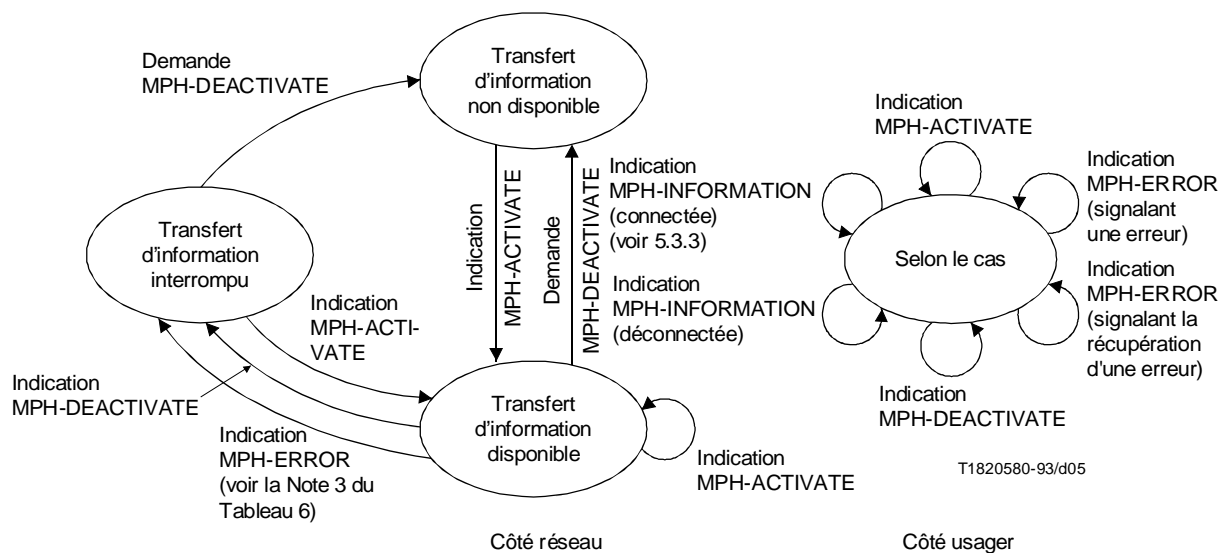 Demande
MPH-DEACTIVATE
Transfert
d'information
non disponible
Transfert
d'information
interrompu
Indication
MPH-ACTI-
VATE
Indication
MPH-DEACTIVATE
Indication
MPH-ERROR
(voir la Note 3 du
Tableau 6)
Indication
MPH-ACTIVATE
Demande
MPH-DEACTIVATE
Transfert
d'information
disponible
Indication
MPH-ACTIVATE
Côté réseau
Indication
MPH-INFORMATION
(connectée)
(voir 5.3.3)
Indication
MPH-INFORMATION
(déconnectée)
Indication
MPH-ACTIVATE
Indication
MPH-ERROR
(signalant
une erreur)
Selon le cas
Indication
MPH-ERROR
(signalant la
récupération
d'une erreur)
Indication
MPH-DEACTIVATE
T1820580-93/d05
Côté usager